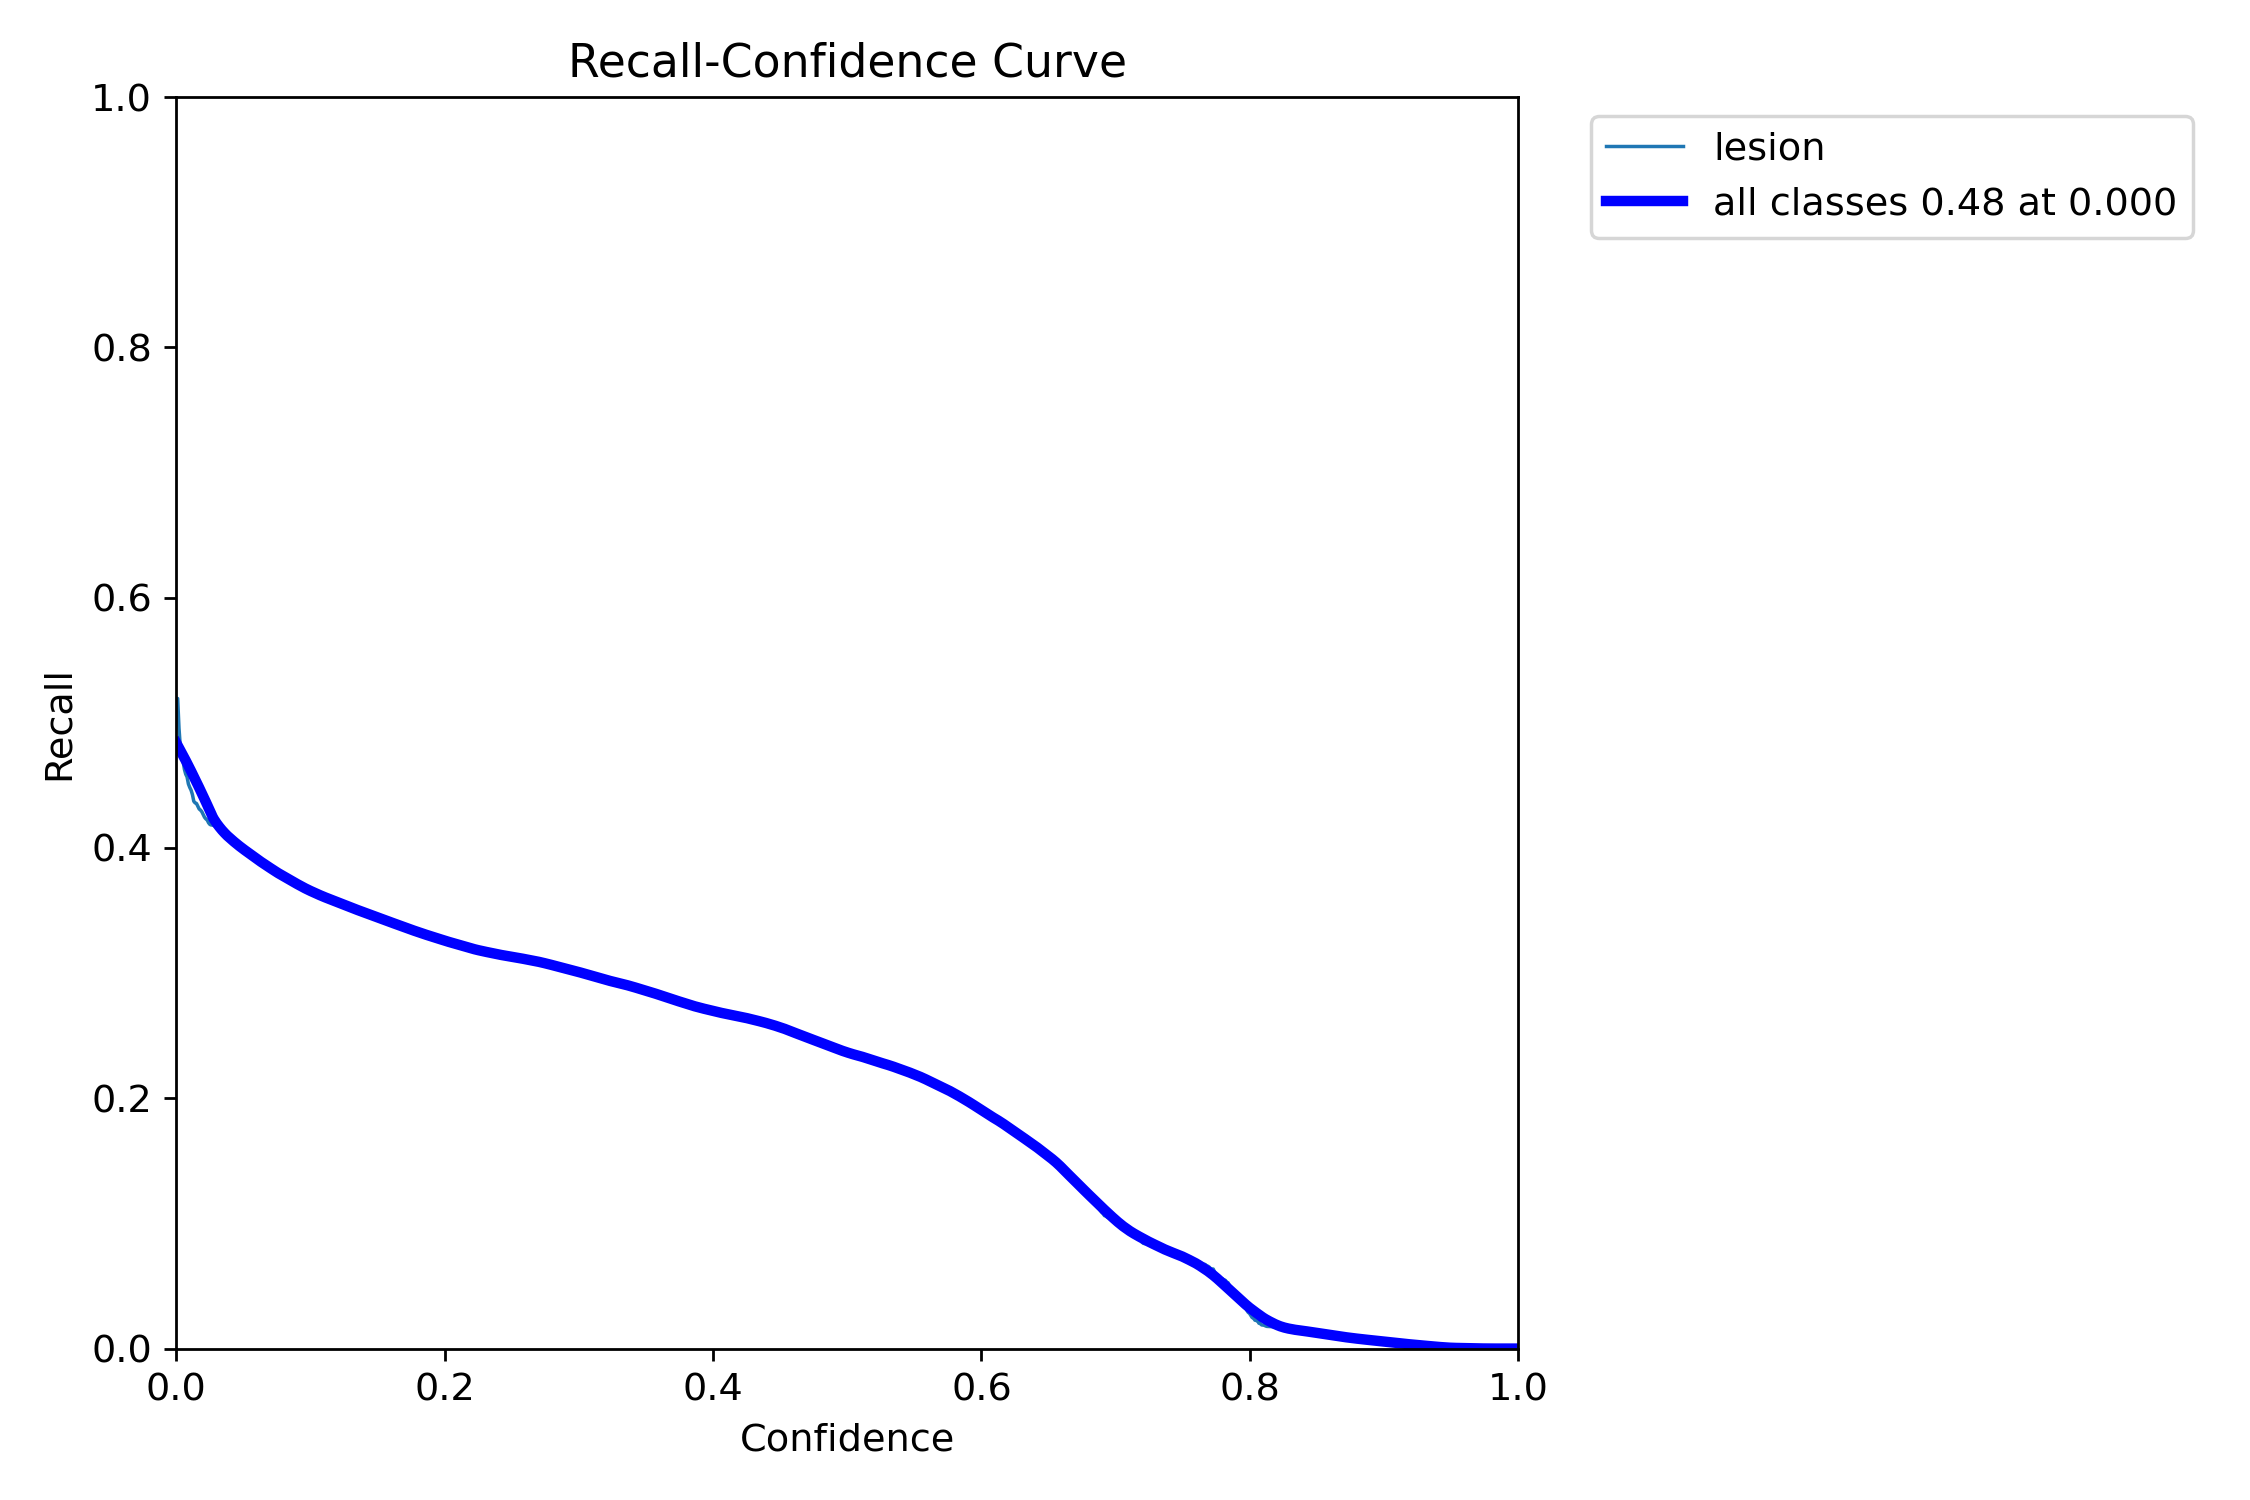 Recall-Confidence Curve
1.0
0.8
0.6
0.4
0.2
0.0
Recall
0.0 0.2 0.4 0.6 0.8 1.0
Confidence
lesion
all classes 0.48 at 0.000